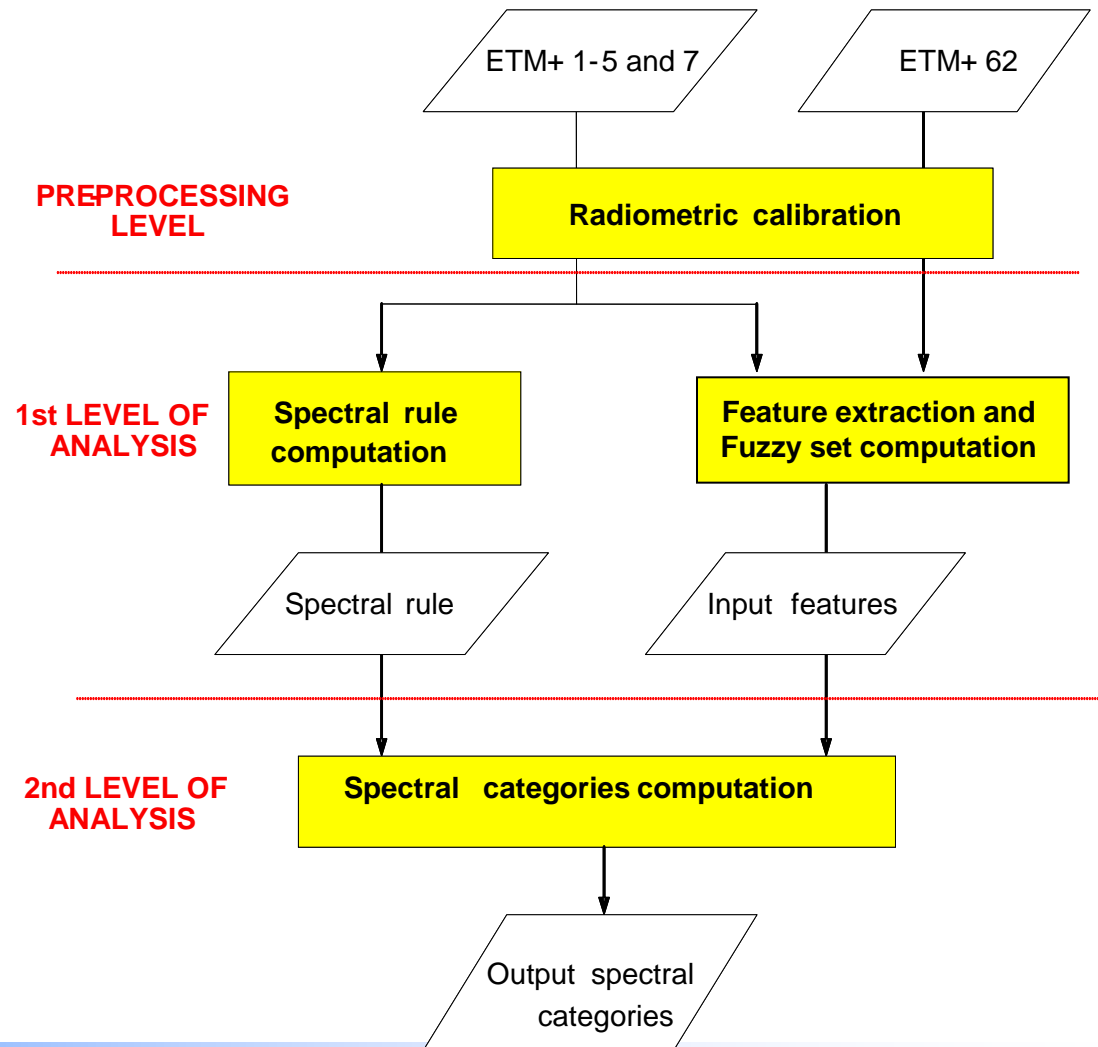 ETM+ 1-5 and 7
ETM+ 62
PRE-PROCESSING
LEVEL
Radiometric calibration
1st LEVEL OF
ANALYSIS
Spectral rule
computation
Feature extraction and
Fuzzy set computation
Spectral rule
Input features
2nd LEVEL OF
ANALYSIS
Spectral categories computation
Output spectral
categories